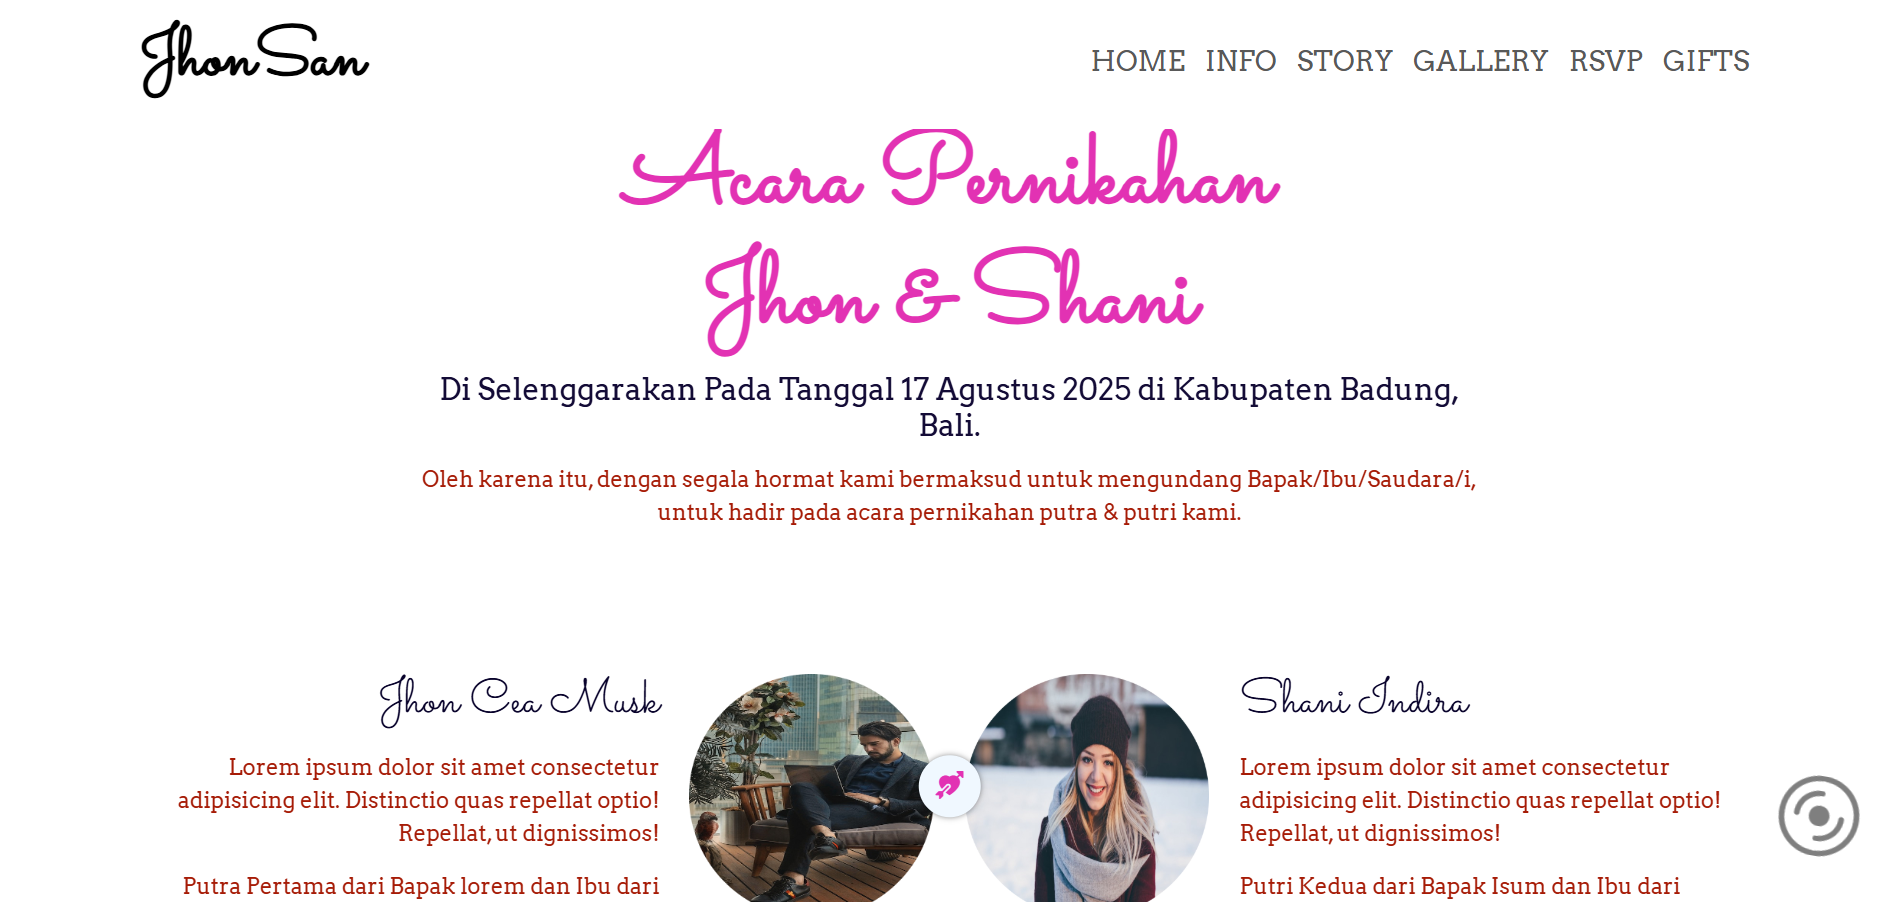 JhonSan
HOME INFO STORY GALLERY RSVP GIFTS
Acara Pernikahan
Jhon & Shani
Di Selenggarakan Pada Tanggal 17 Agustus 2025 di Kabupaten Badung,
Bali.
Oleh karena itu, dengan segala hormat kami bermaksud untuk mengundang Bapak/Ibu/Saudara/i,
untuk hadir pada acara pernikahan putra & putri kami.
Jhon Cea Musk
Lorem ipsum dolor sit amet consectetur
adipisicing elit. Distinctio quas repellat optio!
Repellat, ut dignissimos!
Putra Pertama dari Bapak lorem dan Ibu dari
Shani Indira
Lorem ipsum dolor sit amet consectetur
adipisicing elit. Distinctio quas repellat optio!
Repellat, ut dignissimos!
Putri Kedua dari Bapak Isum dan Ibu dari